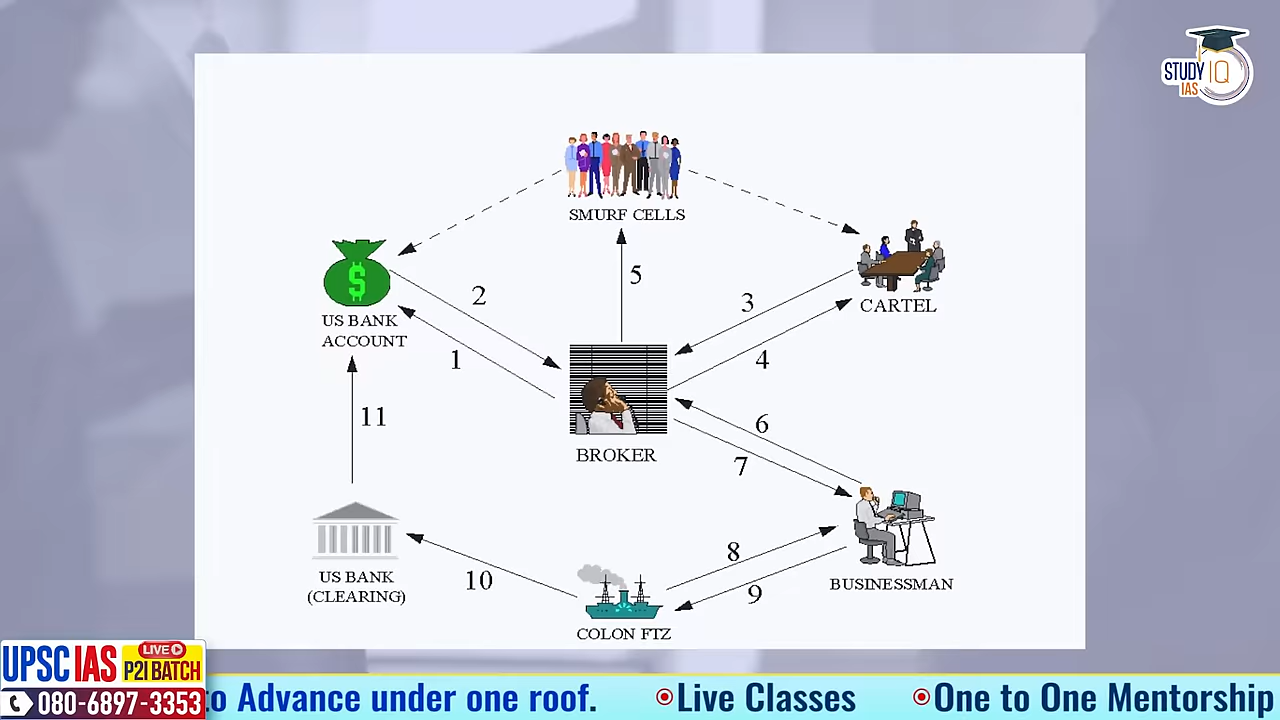 STUDY IQ
IAS
SMURF CELLS
5
2
3
US BANK
ACCOUNT
CARTEL
1
4
11
6
BROKER
7
8
US BANK
(CLEARING)
10
9
BUSINESSMAN
COLON FTZ
UPSC IAS
LIVE
P2I BATCH
080-6897-3353
to Advance under one roof.
Live Classes
One to One Mentorship